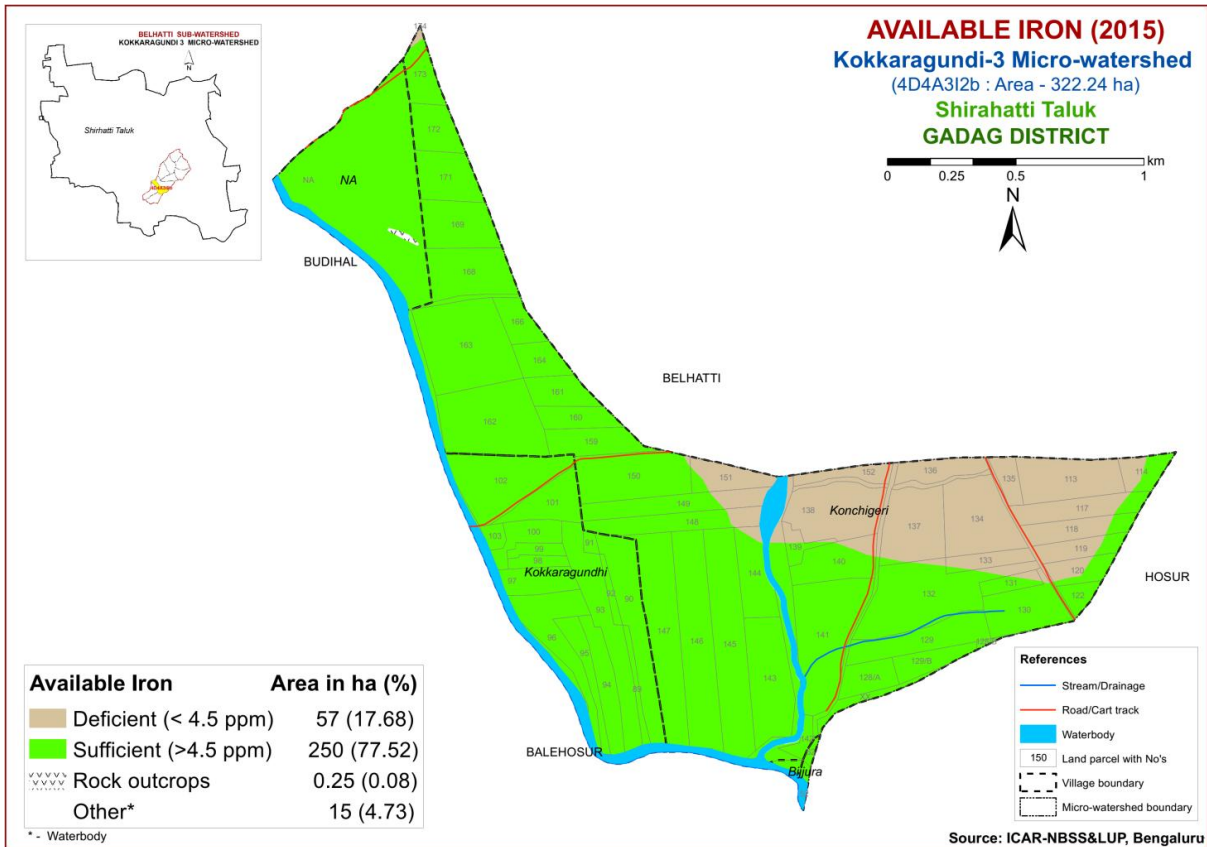 BELHATTI SUB-WATERSHED
KOKKARAGUNDI 3 MICRO-WATERSHED
N
Shirhatti Taluk
AVAILABLE IRON (2015)
Kokkaragundi-3 Micro-watershed
(4D4A3I2b : Area - 322.24 ha)
Shirahatti Taluk
GADAG DISTRICT
km
0 0.25 0.5 1
N
174
173
172
171
NA
NA
169
BUDIHAL
168
166
163
164
BELHATTI
161
162
160
159
102
150
151
152
136
135
113
114
101
149
138
Konchigeri
137
134
117
148
118
103
100
91
99
98
139
140
133
119
120
97
Kokkaragundhi
144
131
HOSUR
92
90
132
122
93
130
96
147
146
145
141
129
95
129/B
94
143
128/A
89
BALEHOSUR
Bijjura
Available Iron Area in ha (%)
Deficient (< 4.5 ppm) 57 (17.68)
Sufficient (>4.5 ppm) 250 (77.52)
Rock outcrops 0.25 (0.08)
Other* 15 (4.73)
* - Waterbody
References
Stream/Drainage
Road/Cart track
Waterbody
150 Land parcel with No's
Village boundary
Micro-watershed boundary
Source: ICAR-NBSS&LUP, Bengaluru